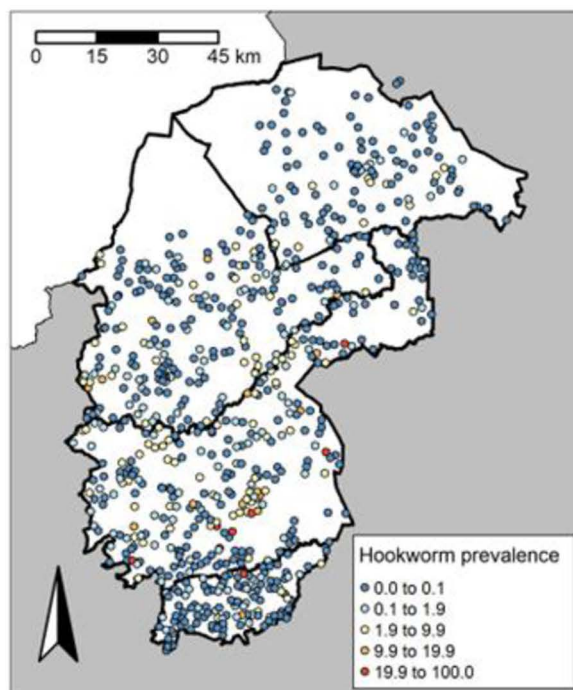 0 15 30 45 km
Hookworm prevalence
0.0 to 0.1
0.1 to 1.9
1.9 to 9.9
9.9 to 19.9
19.9 to 100.0